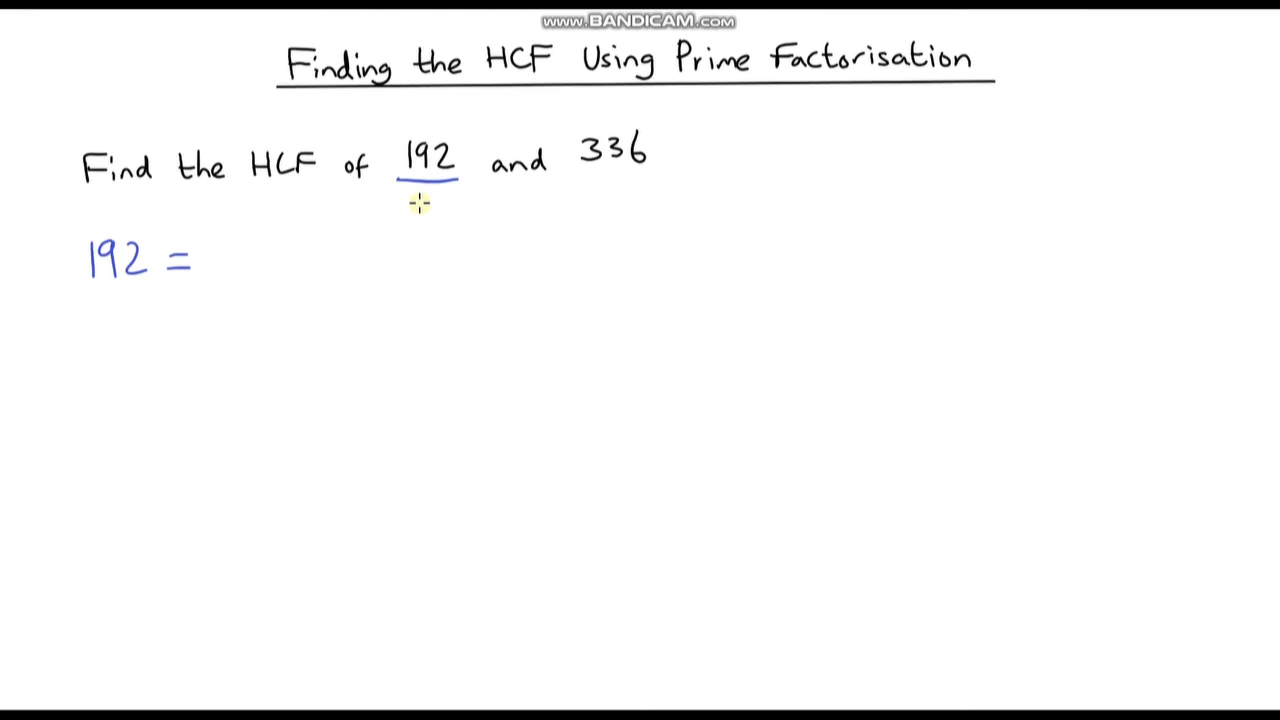 www.BANDICAM.com
Finding the HCF Using Prime Factorisation
Find the HCF of 192 and 336
192 =